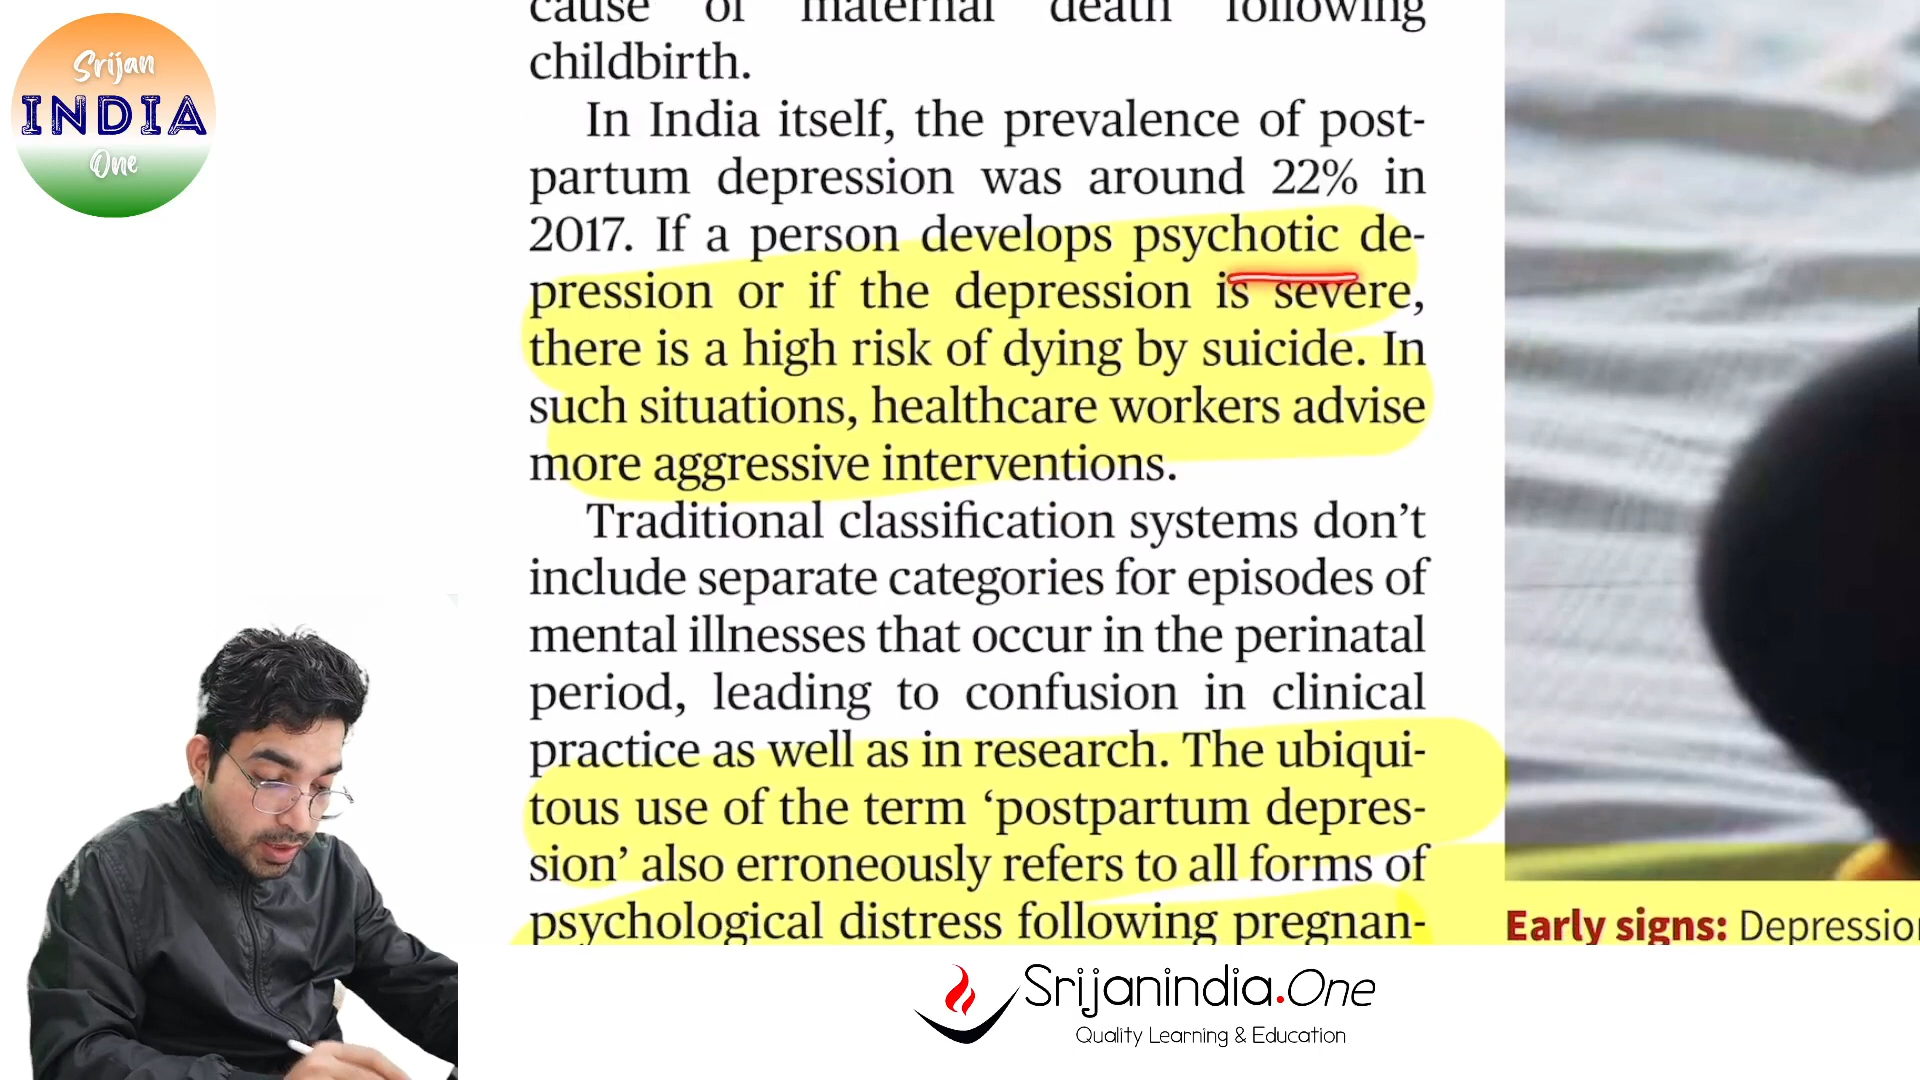 Srijan
INDIA
One
cause of maternal death following
childbirth.
In India itself, the prevalence of post-
partum depression was around 22% in
2017. If a person develops psychotic de-
pression or if the depression is severe,
there is a high risk of dying by suicide. In
such situations, healthcare workers advise
more aggressive interventions.
Traditional classification systems don’t
include separate categories for episodes of
mental illnesses that occur in the perinatal
period, leading to confusion in clinical
practice as well as in research. The ubiqui-
tous use of the term ‘postpartum depres-
sion’ also erroneously refers to all forms of
psychological distress following pregnan-
Early signs: Depressio
Srijanindia.One
Quality Learning & Education